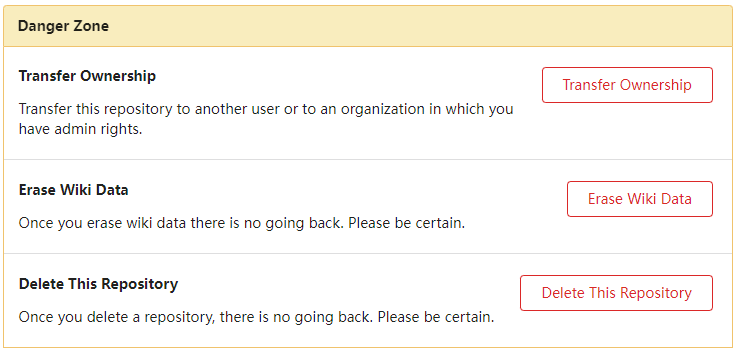 Danger Zone
Transfer Ownership
Transfer Ownership
Transfer this repository to another user or to an organization in which you
have admin rights.
Erase Wiki Data
Erase Wiki Data
Once you erase wiki data there is no going back. Please be certain.
Delete This Repository
Delete This Repository
Once you delete a repository, there is no going back. Please be certain.